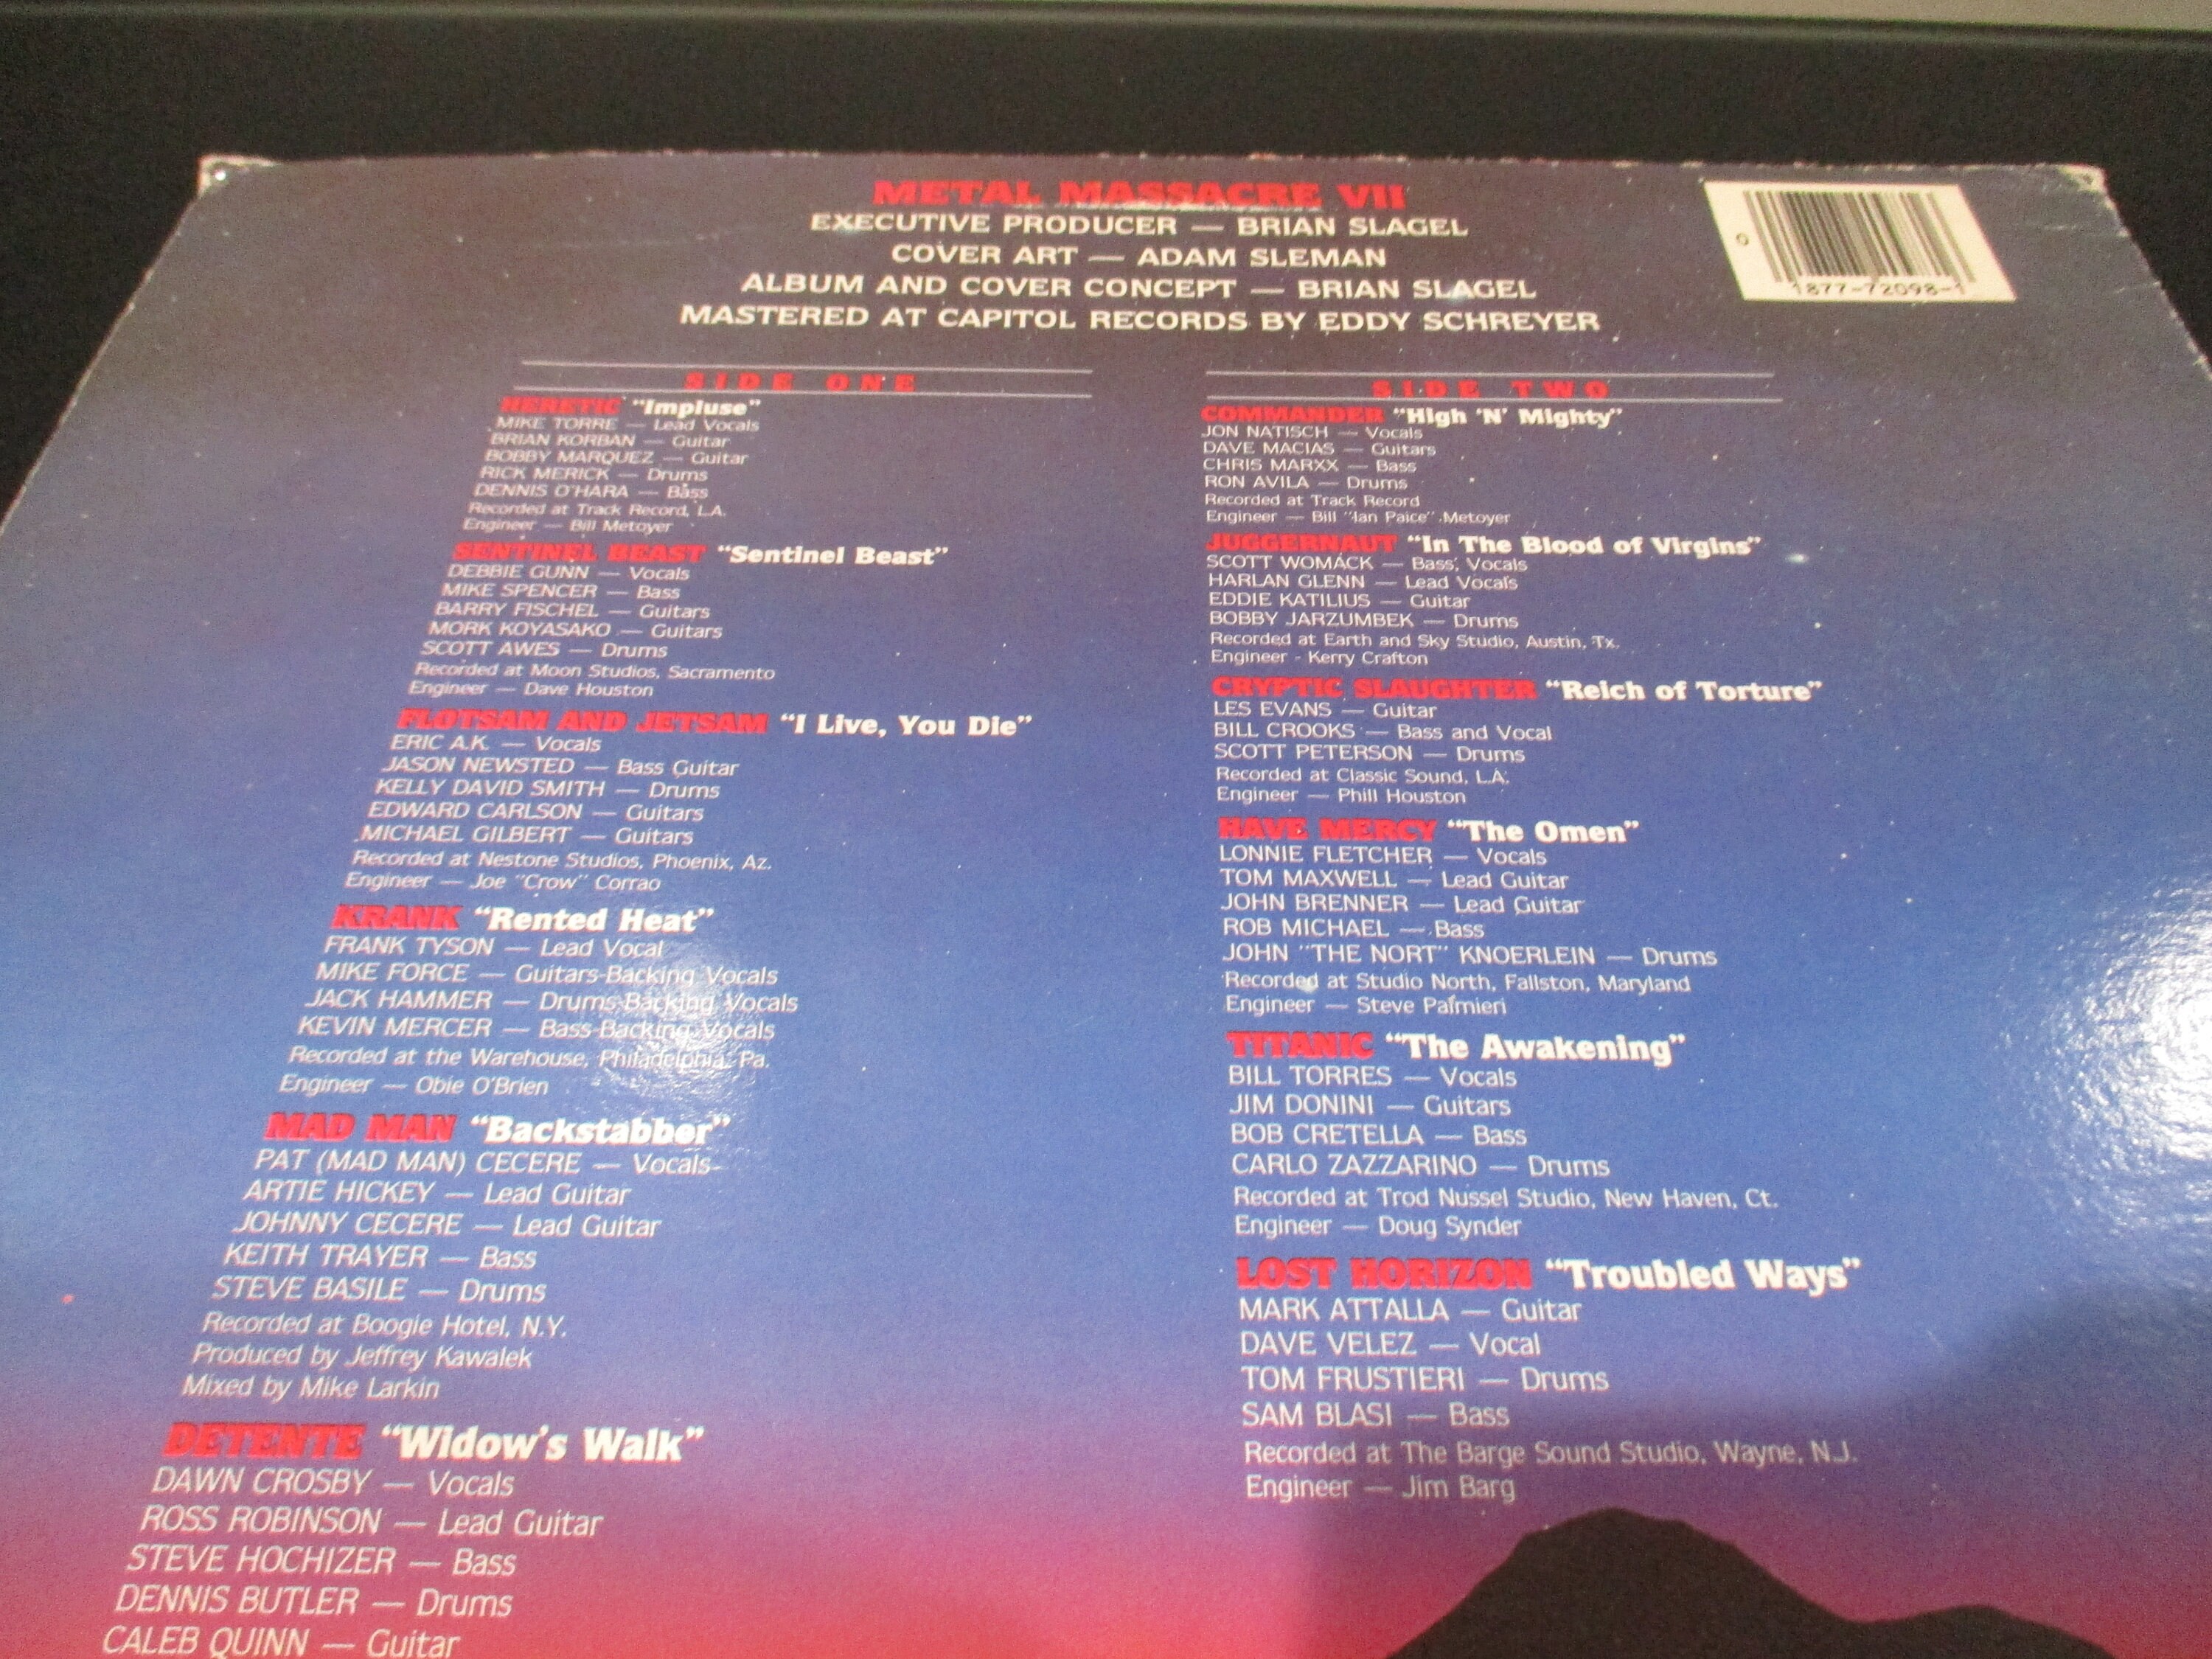 METAL MASSACRE VII
EXECUTIVE PRODUCER — BRIAN SLAGEL
COVER ART — ADAM SLEMAN
ALBUM AND COVER CONCEPT — BRIAN SLAGEL
MASTERED AT CAPITOL RECORDS BY EDDY SCHREYER
0
1877-72098-1
SIDE ONE
HERETIC "Impluse"
MIKE TORRE — Lead Vocals
BRIAN KORBAN — Guitar
BOBBY MARQUEZ — Guitar
RICK MERICK — Drums
DENNIS O'HARA — Bass
Recorded at Track Record, L.A.
Engineer — Bill Metoyer
SENTINEL BEAST "Sentinel Beast"
DEBBIE GUNN — Vocals
MIKE SPENCER — Bass
BARRY FISCHEL — Guitars
MORK KOYASAKO — Guitars
SCOTT AWES — Drums
Recorded at Moon Studios, Sacramento
Engineer — Dave Houston
FLOTSAM AND JETSAM "I Live, You Die"
ERIC A.K. — Vocals
JASON NEWSTED — Bass Guitar
KELLY DAVID SMITH — Drums
EDWARD CARLSON — Guitars
MICHAEL GILBERT — Guitars
Recorded at Nestone Studios, Phoenix, Az.
Engineer — Joe "Crow" Corrao
KRANK "Rented Heat"
FRANK TYSON — Lead Vocal
MIKE FORCE — Guitars-Backing Vocals
JACK HAMMER — Drums-Backing Vocals
KEVIN MERCER — Bass-Backing Vocals
Recorded at the Warehouse, Philadelphia, Pa.
Engineer — Obie O'Brien
MAD MAN "Backstabber"
PAT (MAD MAN) CECERE — Vocals
ARTIE HICKEY — Lead Guitar
JOHNNY CECERE — Lead Guitar
KEITH TRAYER — Bass
STEVE BASILE — Drums
Recorded at Boogie Hotel, N.Y.
Produced by Jeffrey Kawalek
Mixed by Mike Larkin
DETENTE "Widow's Walk"
DAWN CROSBY — Vocals
ROSS ROBINSON — Lead Guitar
STEVE HOCHIZER — Bass
DENNIS BUTLER — Drums
CALEB QUINN — Guitar
SIDE TWO
COMMANDER "High 'N' Mighty"
JON NATISCH — Vocals
DAVE MACIAS — Guitars
CHRIS MARXX — Bass
RON AVILA — Drums
Recorded at Track Record
Engineer — Bill "Ian Paice" Metoyer
JUGGERNAUT "In The Blood of Virgins"
SCOTT WOMACK — Bass, Vocals
HARLAN GLENN — Lead Vocals
EDDIE KATILIUS — Guitar
BOBBY JARZUMBEK — Drums
Recorded at Earth and Sky Studio, Austin, Tx.
Engineer - Kerry Crafton
CRYPTIC SLAUGHTER "Reich of Torture"
LES EVANS — Guitar
BILL CROOKS — Bass and Vocal
SCOTT PETERSON — Drums
Recorded at Classic Sound, L.A.
Engineer — Phill Houston
HAVE MERCY "The Omen"
LONNIE FLETCHER — Vocals
TOM MAXWELL — Lead Guitar
JOHN BRENNER — Lead Guitar
ROB MICHAEL — Bass
JOHN "THE NORT" KNOERLEIN — Drums
Recorded at Studio North, Fallston, Maryland
Engineer — Steve Palmieri
TITANIC "The Awakening"
BILL TORRES — Vocals
JIM DONINI — Guitars
BOB CRETELLA — Bass
CARLO ZAZZARINO — Drums
Recorded at Trod Nussel Studio, New Haven, Ct.
Engineer — Doug Synder
LOST HORIZON "Troubled Ways"
MARK ATTALLA — Guitar
DAVE VELEZ — Vocal
TOM FRUSTIERI — Drums
SAM BLASI — Bass
Recorded at The Barge Sound Studio, Wayne, N.J.
Engineer — Jim Barg